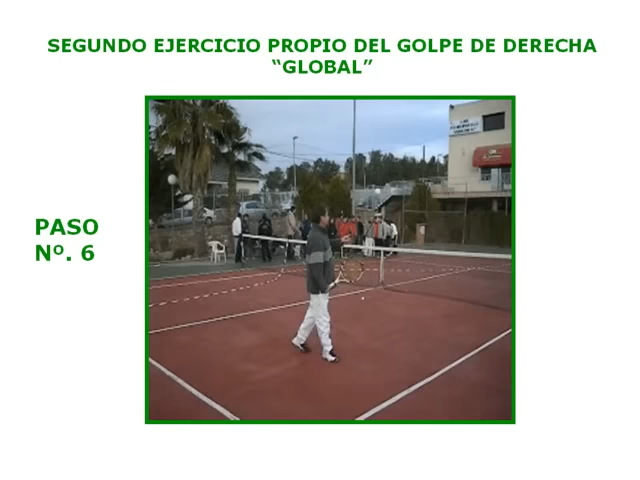 SEGUNDO EJERCICIO PROPIO DEL GOLPE DE DERECHA
“GLOBAL”
PASO
Nº. 6